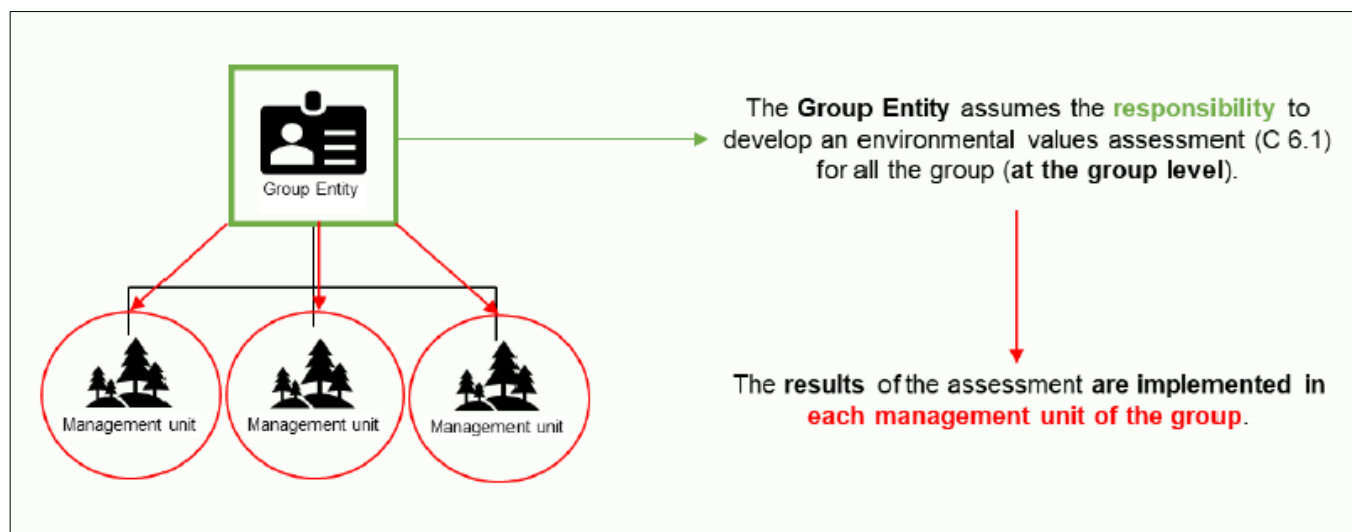 Group Entity
The Group Entity assumes the responsibility to
develop an environmental values assessment (C 6.1)
for all the group (at the group level).
Management unit
Management unit
Management unit
The results of the assessment are implemented in
each management unit of the group.